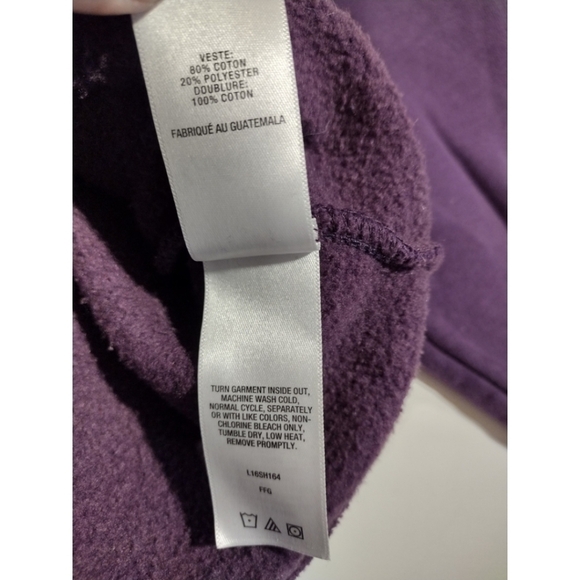 VESTE:
80% COTON
20% POLYESTER
DOUBLURE:
100% COTON
FABRIQUÉ AU GUATEMALA
TURN GARMENT INSIDE OUT,
MACHINE WASH COLD,
NORMAL CYCLE, SEPARATELY
OR WITH LIKE COLORS, NON-
CHLORINE BLEACH ONLY,
TUMBLE DRY, LOW HEAT,
REMOVE PROMPTLY.
L16SH164
FFG